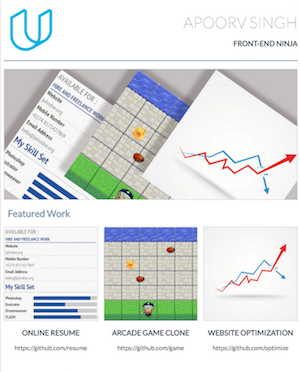 APOORV SINGH
FRONT-END NINJA
AVAILABLE FOR :
HIRE AND FREELANCE WORK
Website
Mobile Number
Email Address
My Skill Set
Photoshop
Illustrator
Dreamweaver
Featured Work
AVAILABLE FOR :
HIRE AND FREELANCE WORK
Website
Mobile Number
Email Address
My Skill Set
Photoshop
Illustrator
Dreamweaver
FLASH
ONLINE RESUME
ARCADE GAME CLONE
WEBSITE OPTIMIZATION
https://github.com/resume
https://github.com/game
https://github.com/optimize